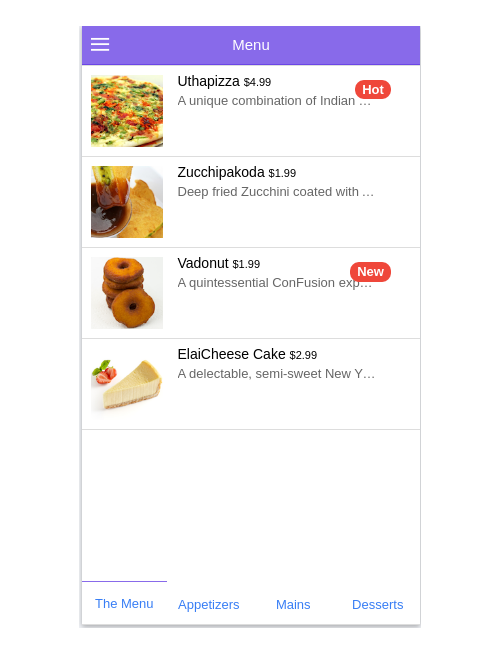 Menu
Uthapizza $4.99
Hot
A unique combination of Indian …
Zucchipakoda $1.99
Deep fried Zucchini coated with …
Vadonut $1.99
New
A quintessential ConFusion exp…
ElaiCheese Cake $2.99
A delectable, semi-sweet New Y…
The Menu
Appetizers
Mains
Desserts